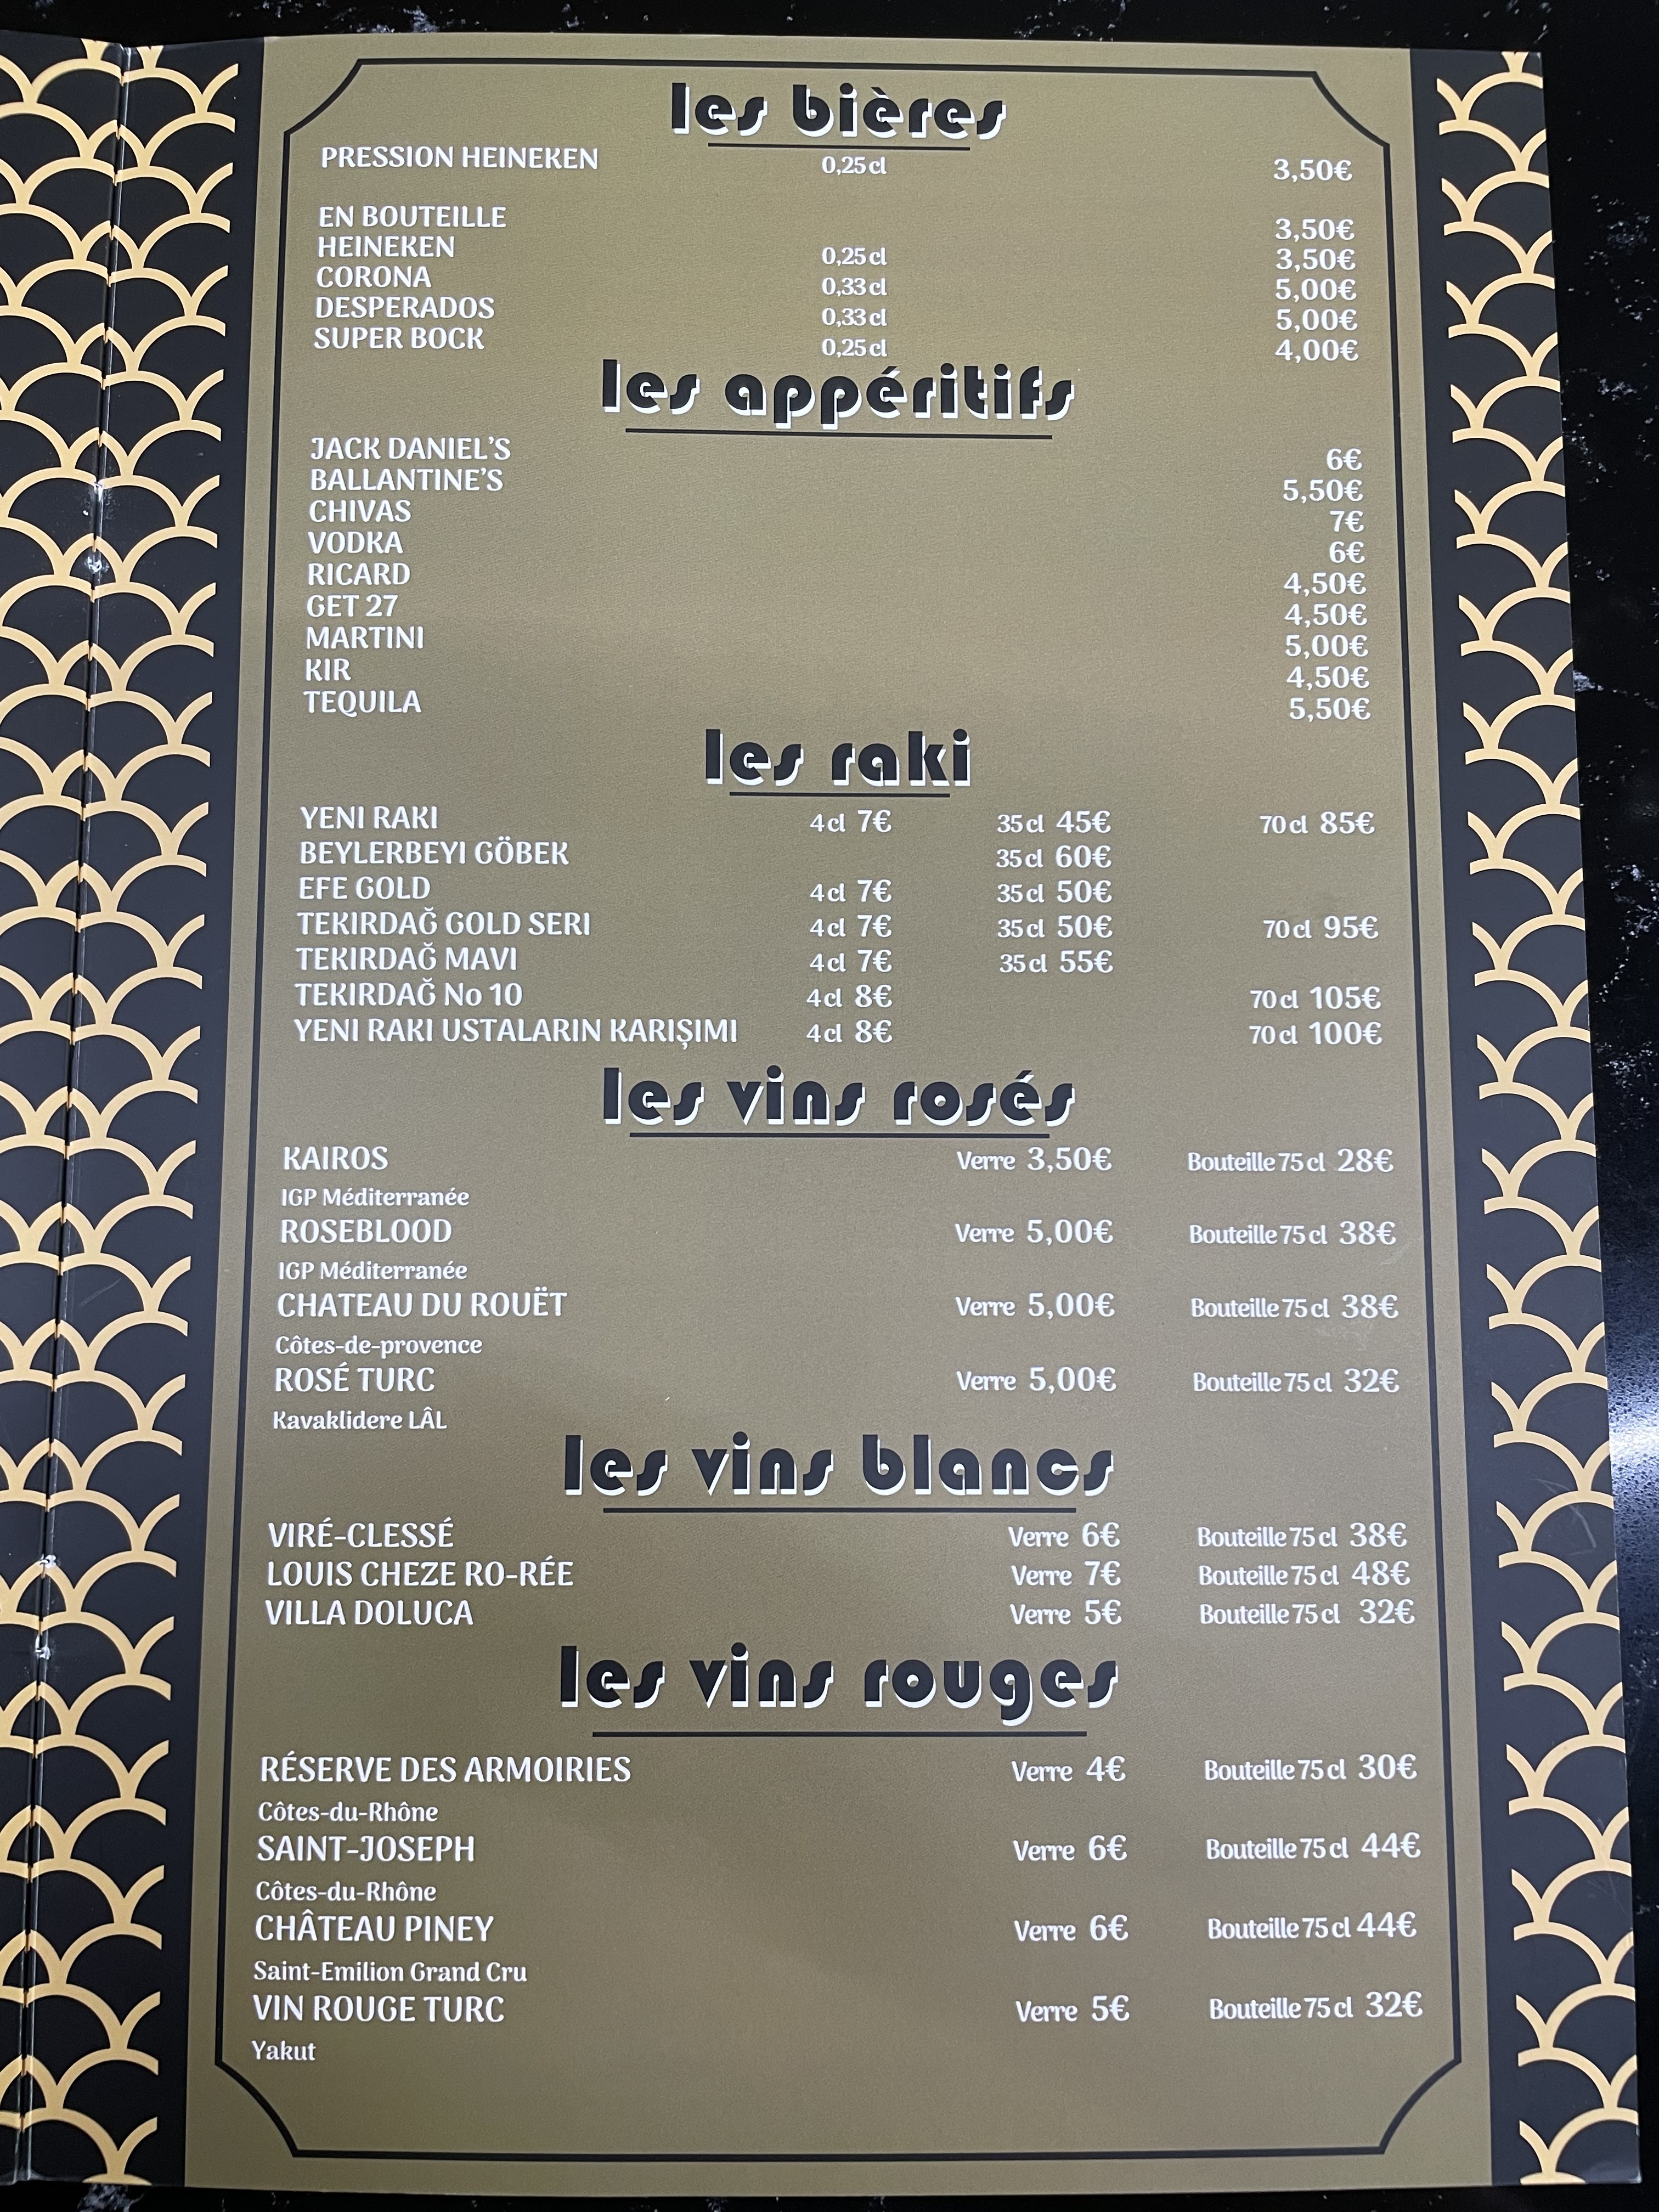 les bières
PRESSION HEINEKEN 0,25 cl 3,50€
EN BOUTEILLE 3,50€
HEINEKEN 0,25 cl 3,50€
CORONA 0,33 cl 5,00€
DESPERADOS 0,33 cl 5,00€
SUPER BOCK 0,25 cl 4,00€
les appéritifs
JACK DANIEL'S 6€
BALLANTINE'S 5,50€
CHIVAS 7€
VODKA 6€
RICARD 4,50€
GET 27 4,50€
MARTINI 5,00€
KIR 4,50€
TEQUILA 5,50€
les raki
YENI RAKI 4 cl 7€ 35 cl 45€ 70 cl 85€
BEYLERBEYI GÖBEK 35 cl 60€
EFE GOLD 4 cl 7€ 35 cl 50€
TEKIRDAĞ GOLD SERI 4 cl 7€ 35 cl 50€ 70 cl 95€
TEKIRDAĞ MAVI 4 cl 7€ 35 cl 55€
TEKIRDAĞ No 10 4 cl 8€ 70 cl 105€
YENI RAKI USTALARIN KARIŞIMI 4 cl 8€ 70 cl 100€
les vins rosés
KAIROS Verre 3,50€ Bouteille 75 cl 28€
IGP Méditerranée
ROSEBLOOD Verre 5,00€ Bouteille 75 cl 38€
IGP Méditerranée
CHATEAU DU ROUËT Verre 5,00€ Bouteille 75 cl 38€
Côtes-de-provence
ROSÉ TURC Verre 5,00€ Bouteille 75 cl 32€
Kavaklidere LÂL
les vins blancs
VIRÉ-CLESSÉ Verre 6€ Bouteille 75 cl 38€
LOUIS CHEZE RO-RÉE Verre 7€ Bouteille 75 cl 48€
VILLA DOLUCA Verre 5€ Bouteille 75 cl 32€
les vins rouges
RÉSERVE DES ARMOIRIES Verre 4€ Bouteille 75 cl 30€
Côtes-du-Rhône
SAINT-JOSEPH Verre 6€ Bouteille 75 cl 44€
Côtes-du-Rhône
CHÂTEAU PINEY Verre 6€ Bouteille 75 cl 44€
Saint-Emilion Grand Cru
VIN ROUGE TURC Verre 5€ Bouteille 75 cl 32€
Yakut